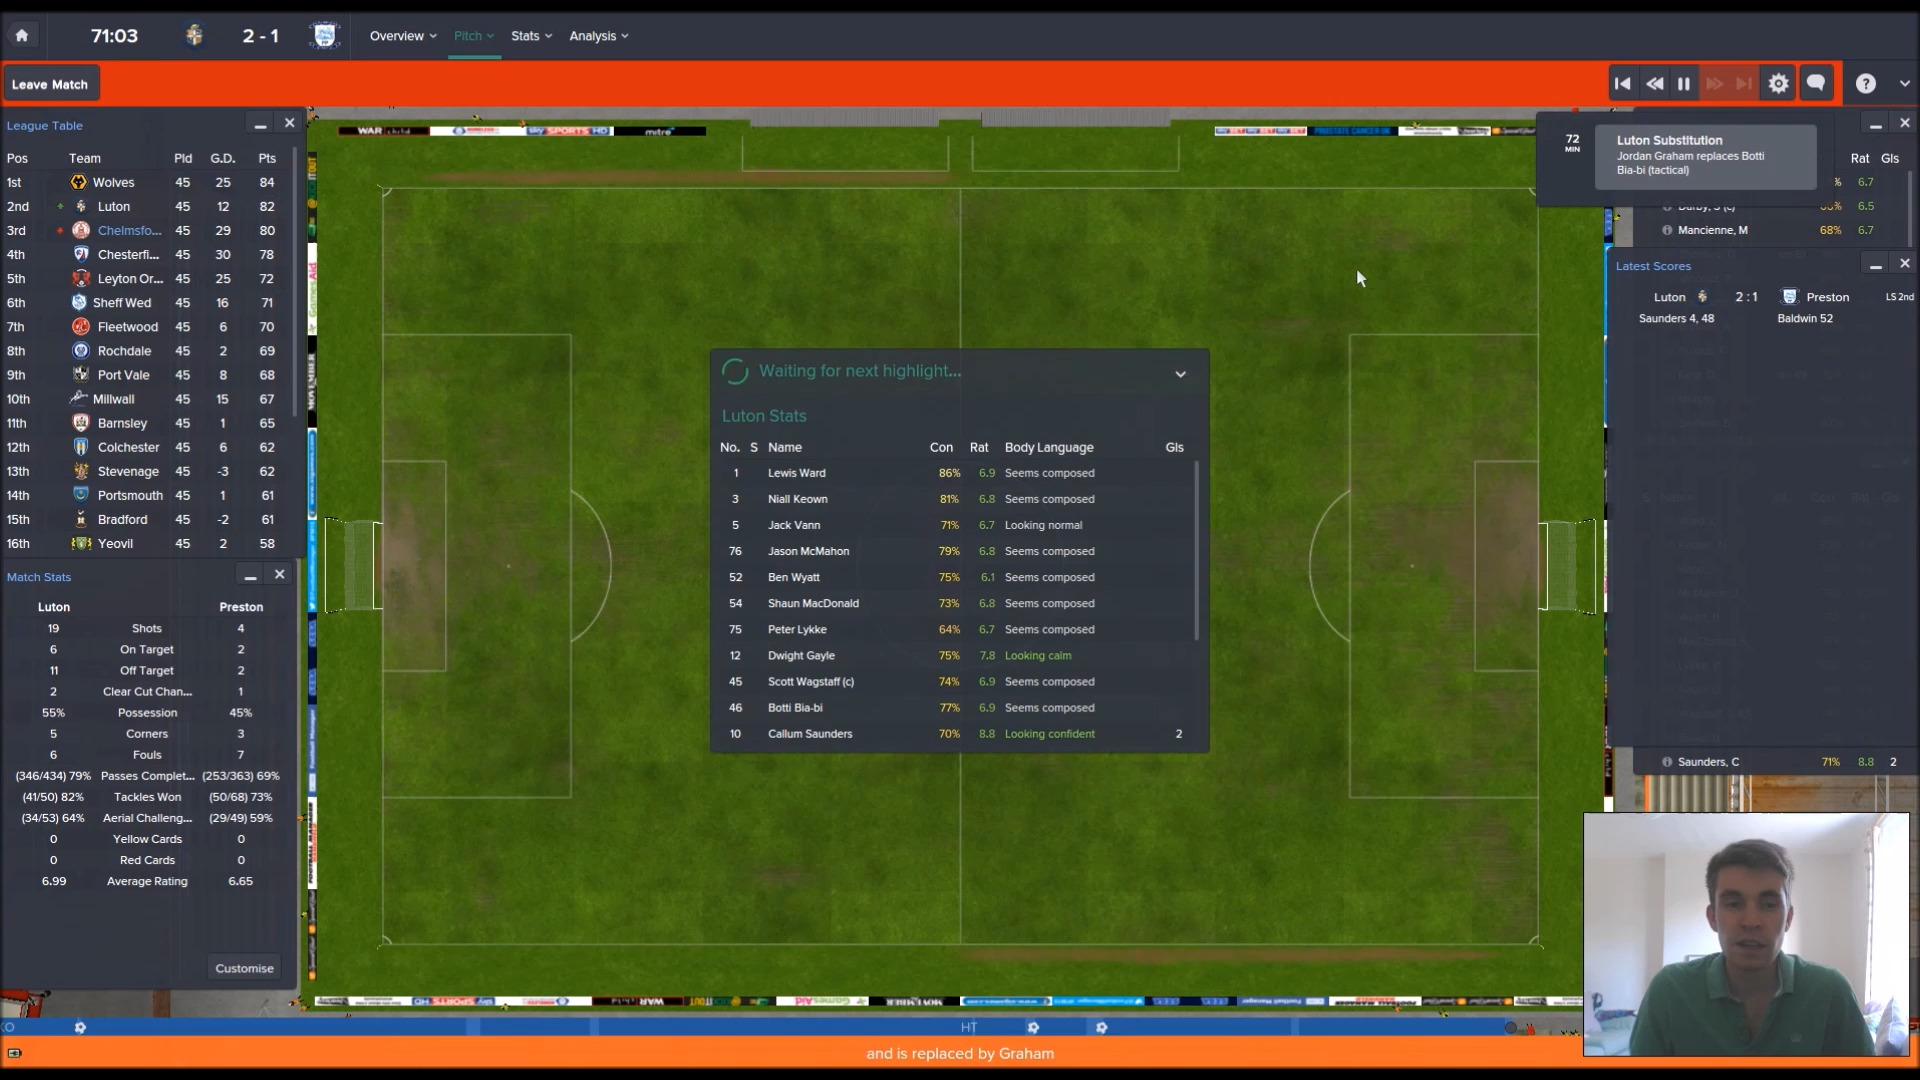 71:03
2 - 1
Overview
Pitch
Stats
Analysis
Leave Match
League Table
Pos Team Pld G.D. Pts
1st Wolves 45 25 84
2nd Luton 45 12 82
3rd Chelmsfo... 45 29 80
4th Chesterfi... 45 30 78
5th Leyton Or... 45 25 72
6th Sheff Wed 45 16 71
7th Fleetwood 45 6 70
8th Rochdale 45 2 69
9th Port Vale 45 8 68
10th Millwall 45 15 67
11th Barnsley 45 1 65
12th Colchester 45 6 62
13th Stevenage 45 -3 62
14th Portsmouth 45 1 61
15th Bradford 45 -2 61
16th Yeovil 45 2 58
Match Stats
Luton Preston
19 Shots 4
6 On Target 2
11 Off Target 2
2 Clear Cut Chan... 1
55% Possession 45%
5 Corners 3
6 Fouls 7
(346/434) 79% Passes Complet... (253/363) 69%
(41/50) 82% Tackles Won (50/68) 73%
(34/53) 64% Aerial Challeng... (29/49) 59%
0 Yellow Cards 0
0 Red Cards 0
6.99 Average Rating 6.65
Customise
WAR child
sky SPORTS HD
mitre
PROSTATE CANCER UK
Waiting for next highlight...
Luton Stats
No. S Name Con Rat Body Language Gls
1 Lewis Ward 86% 6.9 Seems composed
3 Niall Keown 81% 6.8 Seems composed
5 Jack Vann 71% 6.7 Looking normal
76 Jason McMahon 79% 6.8 Seems composed
52 Ben Wyatt 75% 6.1 Seems composed
54 Shaun MacDonald 73% 6.8 Seems composed
75 Peter Lykke 64% 6.7 Seems composed
12 Dwight Gayle 75% 7.8 Looking calm
45 Scott Wagstaff (c) 74% 6.9 Seems composed
46 Botti Bia-bi 77% 6.9 Seems composed
10 Callum Saunders 70% 8.8 Looking confident 2
72
MIN
Luton Substitution
Jordan Graham replaces Botti
Bia-bi (tactical)
Rat Gls
% 6.7
6.5
Mancienne, M 68% 6.7
Latest Scores
Luton 2 : 1 Preston LS 2nd
Saunders 4, 48 Baldwin 52
Saunders, C 71% 8.8 2
HT
and is replaced by Graham